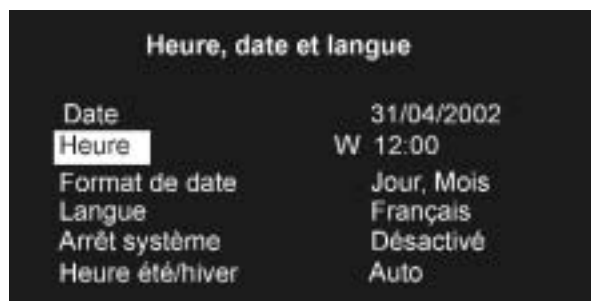 Heure, date et langue
Date 31/04/2002
Heure W 12:00
Format de date Jour, Mois
Langue Français
Arrêt système Désactivé
Heure été/hiver Auto